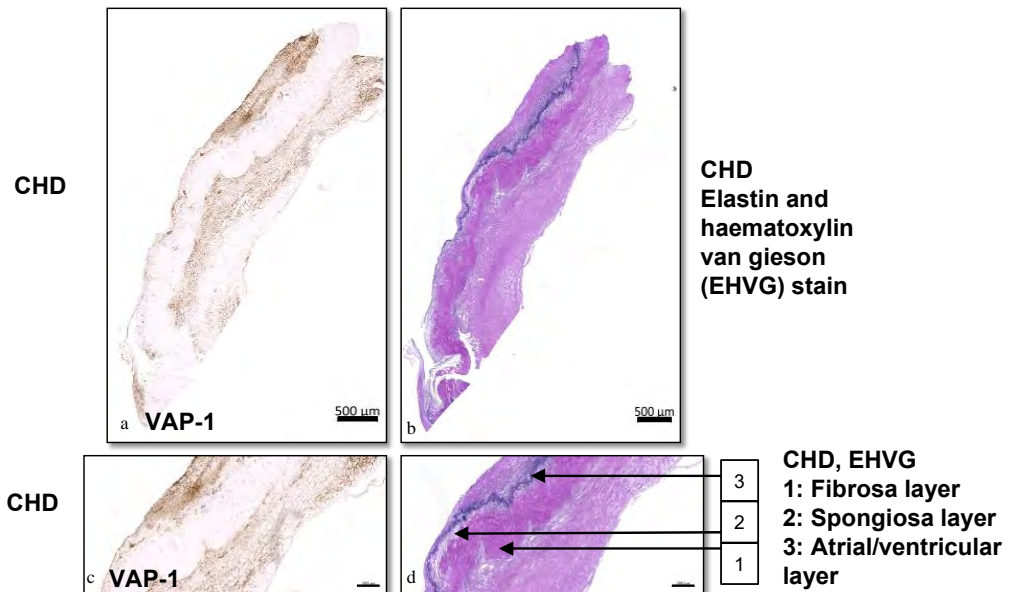 CHD
a VAP-1
500 µm
b
500 µm
CHD
Elastin and
haematoxylin
van gieson
(EHVG) stain
CHD
c VAP-1
d
3
2
1
CHD, EHVG
1: Fibrosa layer
2: Spongiosa layer
3: Atrial/ventricular
layer